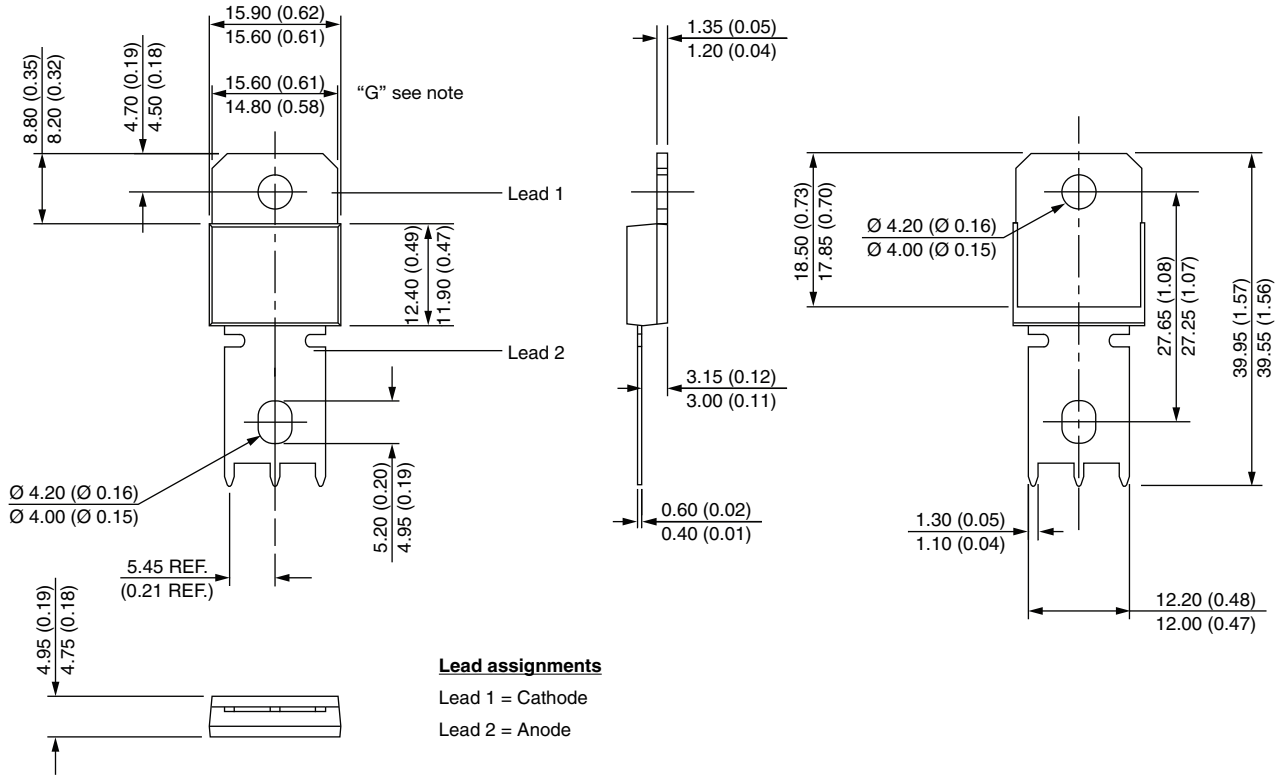 15.90 (0.62)
15.60 (0.61)
15.60 (0.61)
14.80 (0.58)
"G" see note
8.80 (0.35)
8.20 (0.32)
4.70 (0.19)
4.50 (0.18)
Lead 1
12.40 (0.49)
11.90 (0.47)
Lead 2
Ø 4.20 (Ø 0.16)
Ø 4.00 (Ø 0.15)
5.20 (0.20)
4.95 (0.19)
5.45 REF.
(0.21 REF.)
4.95 (0.19)
4.75 (0.18)
1.35 (0.05)
1.20 (0.04)
3.15 (0.12)
3.00 (0.11)
0.60 (0.02)
0.40 (0.01)
18.50 (0.73)
17.85 (0.70)
Ø 4.20 (Ø 0.16)
Ø 4.00 (Ø 0.15)
27.65 (1.08)
27.25 (1.07)
39.95 (1.57)
39.55 (1.56)
1.30 (0.05)
1.10 (0.04)
12.20 (0.48)
12.00 (0.47)
Lead assignments
Lead 1 = Cathode
Lead 2 = Anode